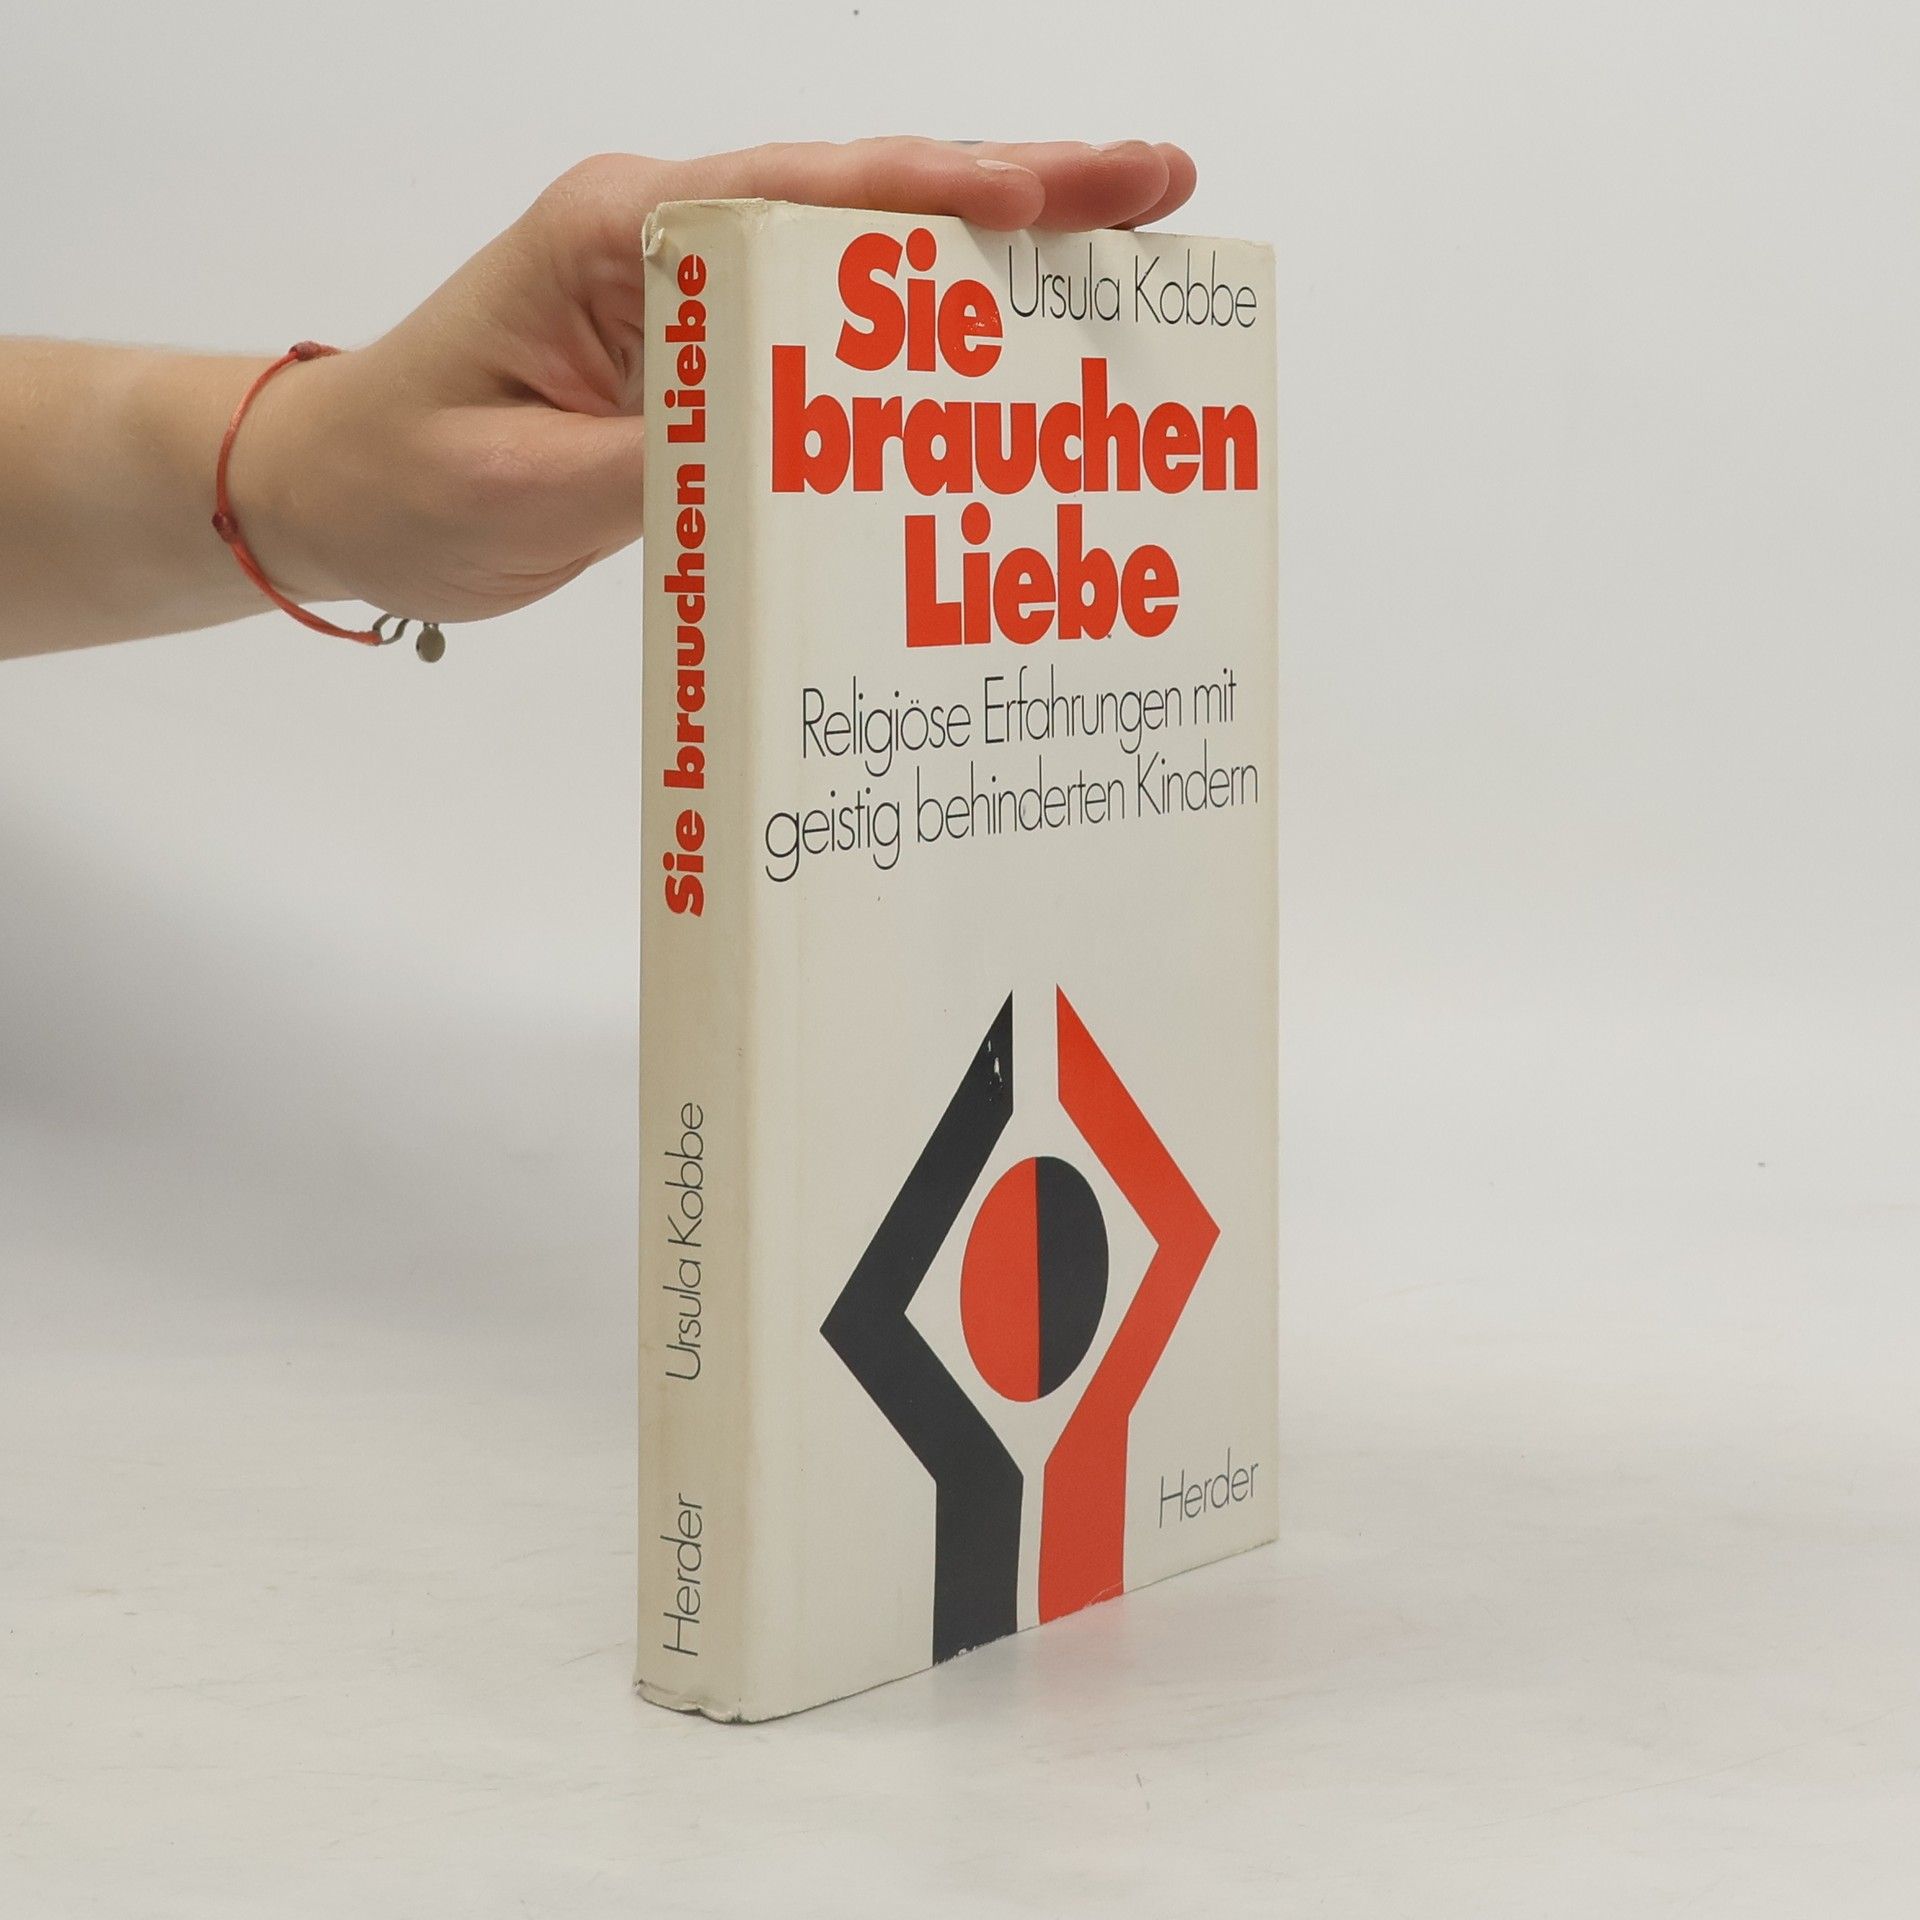 Sie brauchen Liebe
Ursula Kobbe
Herder
Sie
Ursula Kobbe
brauchen
Liebe
Religiöse Erfahrungen mit
geistig behinderten Kindern
Herder